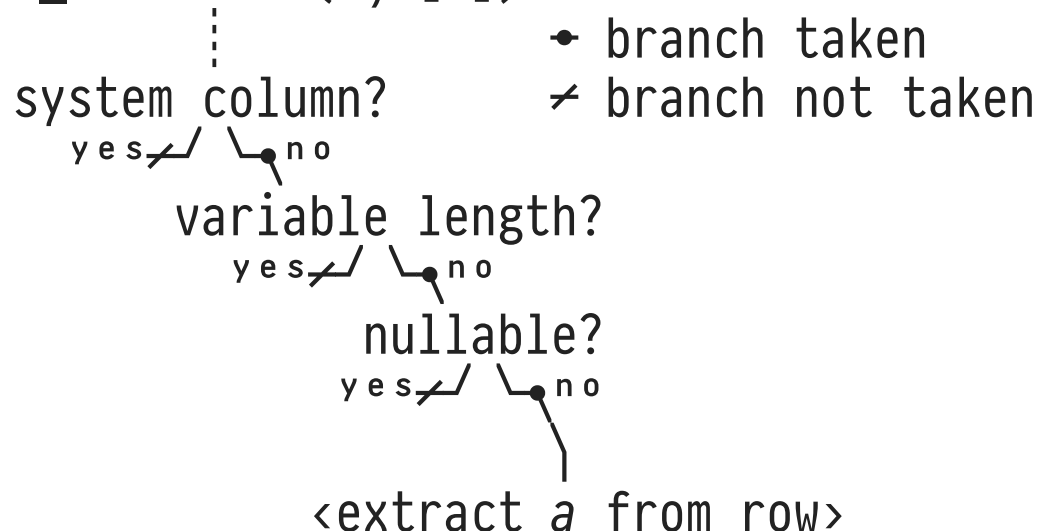 branch taken
system column?
branch not taken
yes no
variable length?
yes no
nullable?
yes no
<extract a from row>